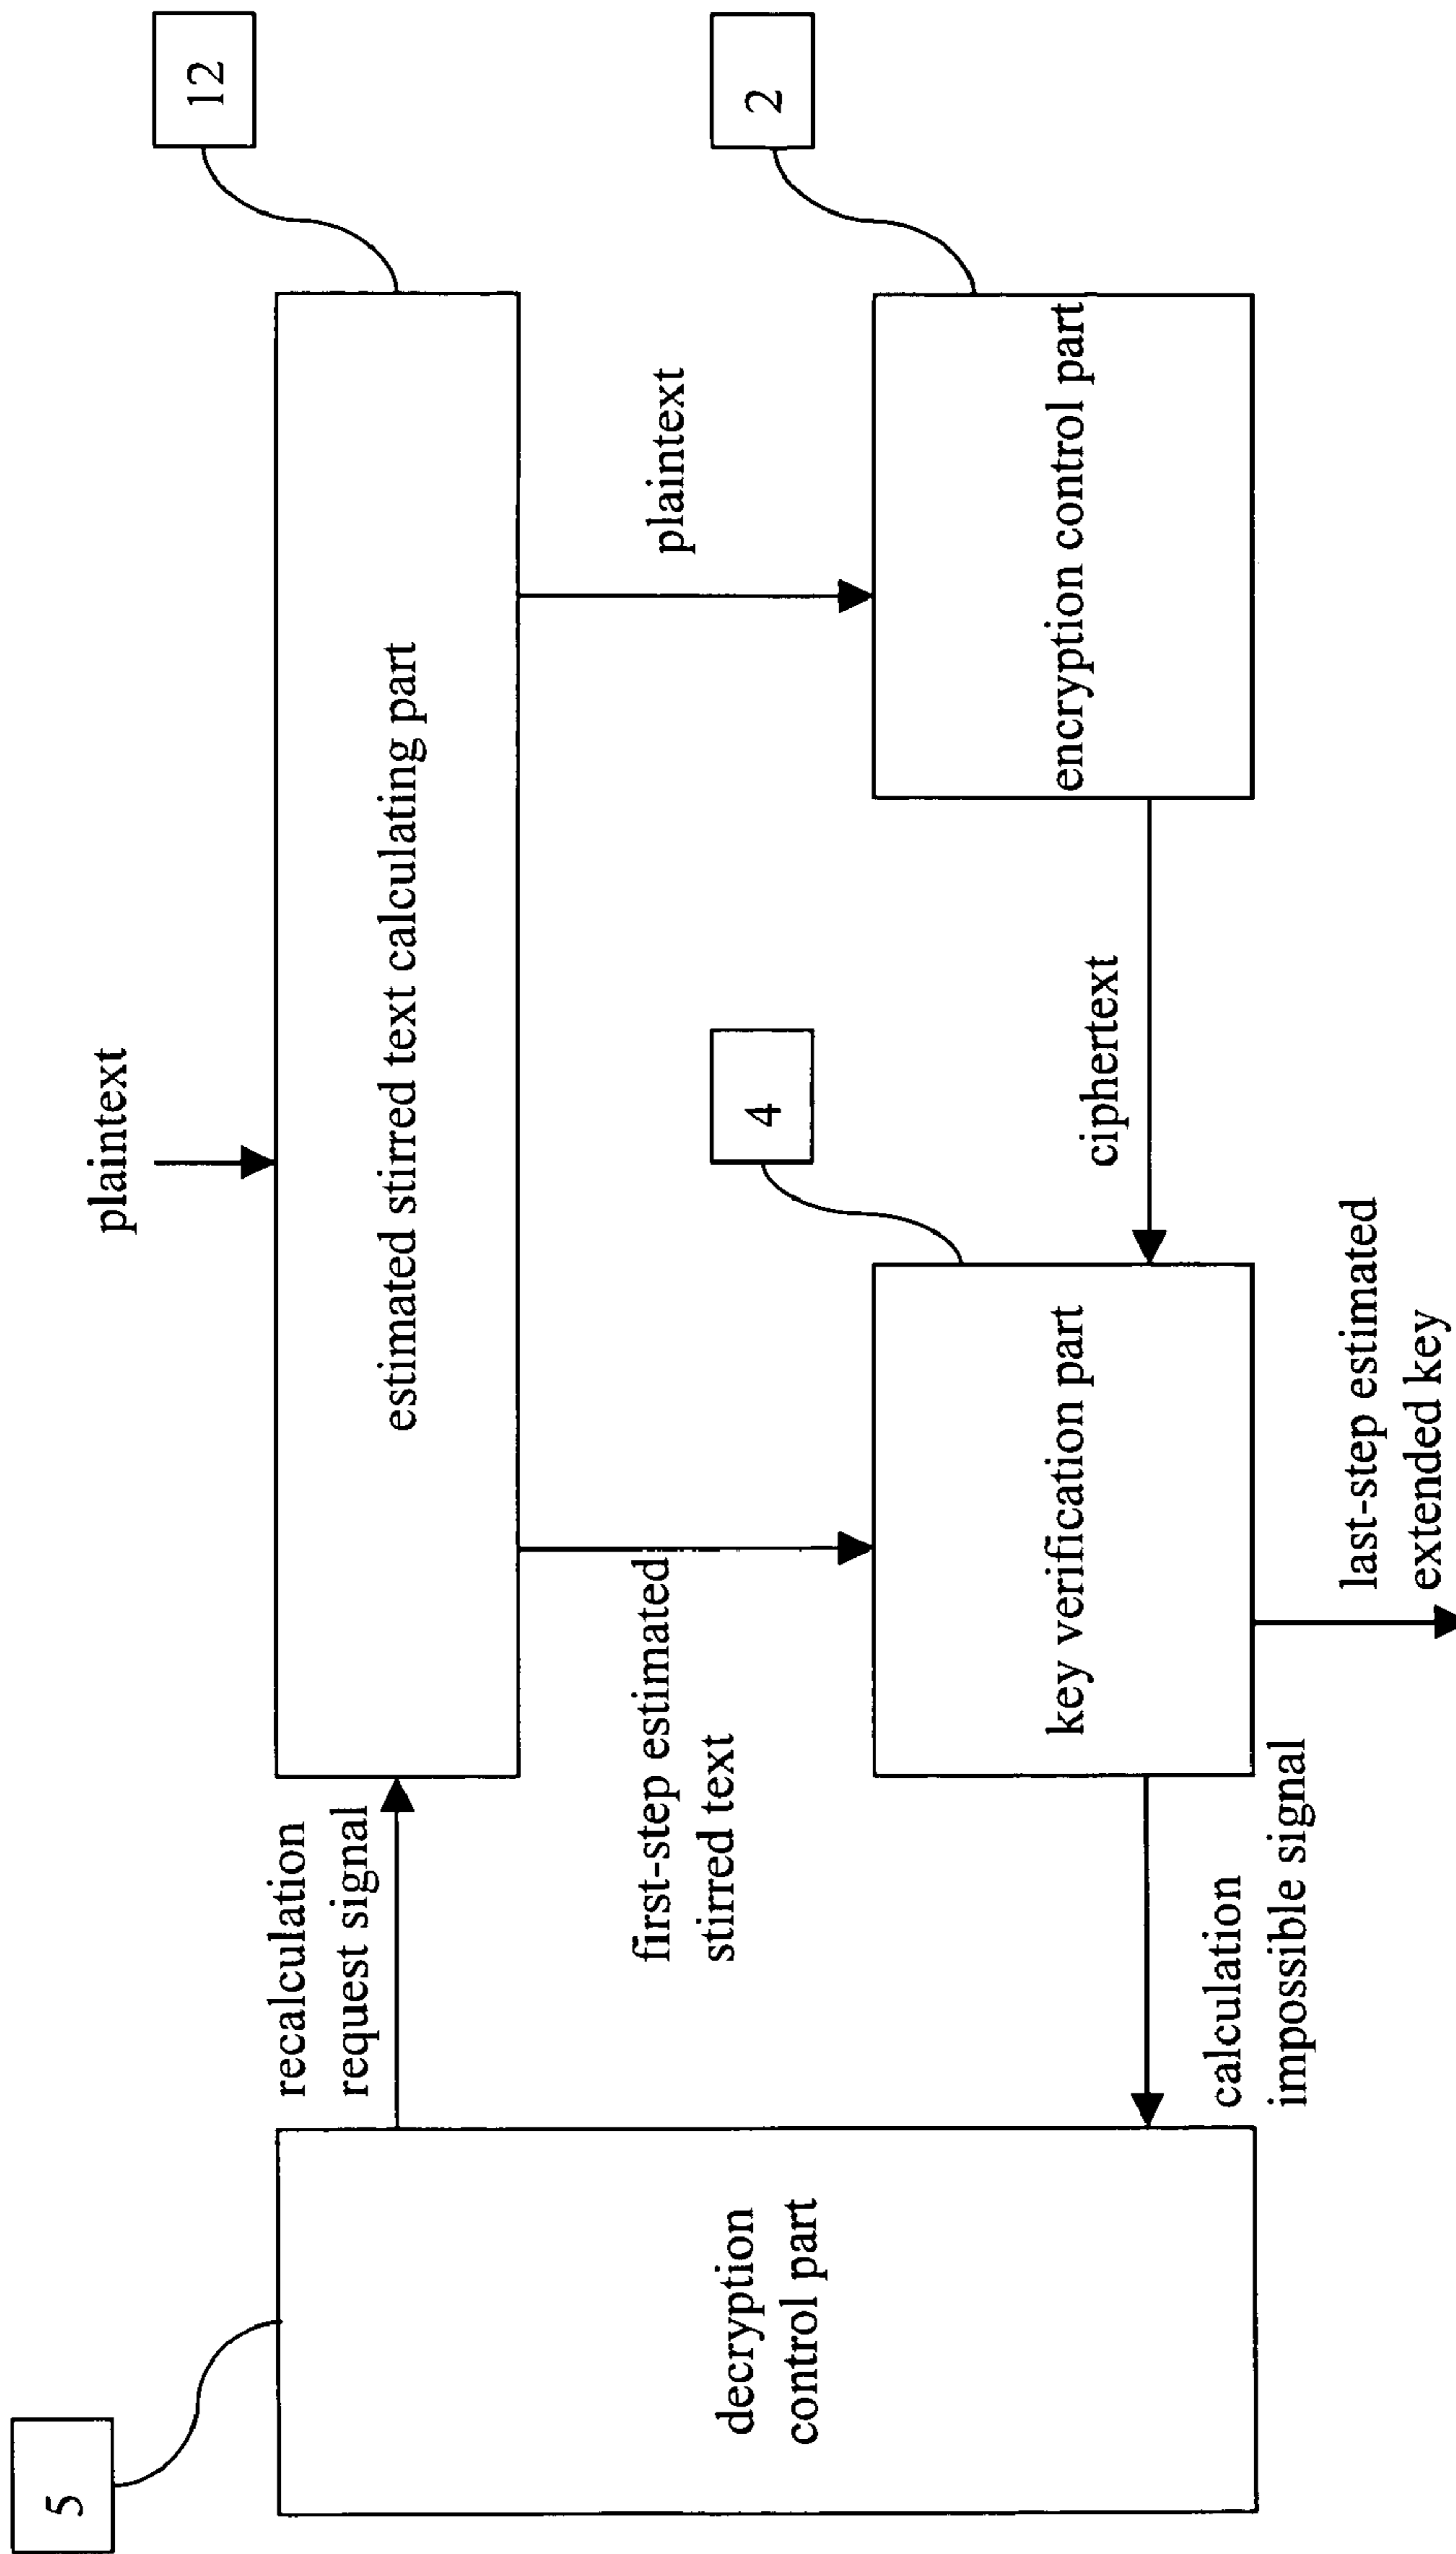 5
12
plaintext
recalculation
request signal
estimated stirred text calculating part
first-step estimated
stirred text
4
plaintext
2
decryption
control part
key verification part
ciphertext
encryption control part
calculation
impossible signal
last-step estimated
extended key